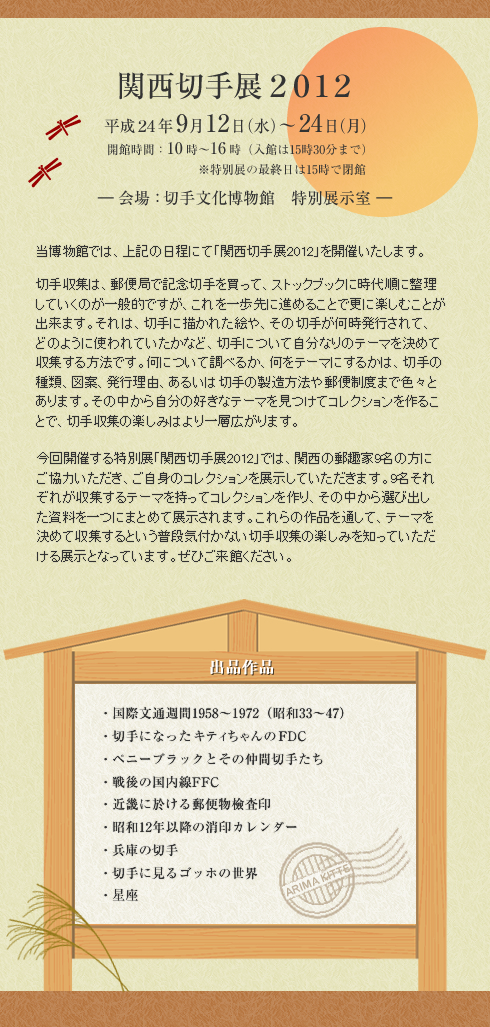 関西切手展２０１２
平成24年9月12日（水）～24日（月）
開館時間：10時～16時（入館は15時30分まで）
※特別展の最終日は15時で閉館
― 会場：切手文化博物館　特別展示室 ―
当博物館では、上記の日程にて「関西切手展2012」を開催いたします。
切手収集は、郵便局で記念切手を買って、ストックブックに時代順に整理
していくのが一般的ですが、これを一歩先に進めることで更に楽しむことが
出来ます。それは、切手に描かれた絵や、その切手が何時発行されて、
どのように使われていたかなど、切手について自分なりのテーマを決めて
収集する方法です。何について調べるか、何をテーマにするかは、切手の
種類、図案、発行理由、あるいは切手の製造方法や郵便制度まで色々と
あります。その中から自分の好きなテーマを見つけてコレクションを作るこ
とで、切手収集の楽しみはより一層広がります。
今回開催する特別展「関西切手展2012」では、関西の郵趣家9名の方に
ご協力いただき、ご自身のコレクションを展示していただきます。9名それ
ぞれが収集するテーマを持ってコレクションを作り、その中から選び出し
た資料を一つにまとめて展示されます。これらの作品を通して、テーマを
決めて収集するという普段気付かない切手収集の楽しみを知っていただ
ける展示となっています。ぜひご来館ください。
出品作品
・国際文通週間1958～1972（昭和33～47）
・切手になったキティちゃんのFDC
・ペニーブラックとその仲間切手たち
・戦後の国内線FFC
・近畿に於ける郵便物検査印
・昭和12年以降の消印カレンダー
・兵庫の切手
・切手に見るゴッホの世界
・星座
ARIMA KITTE